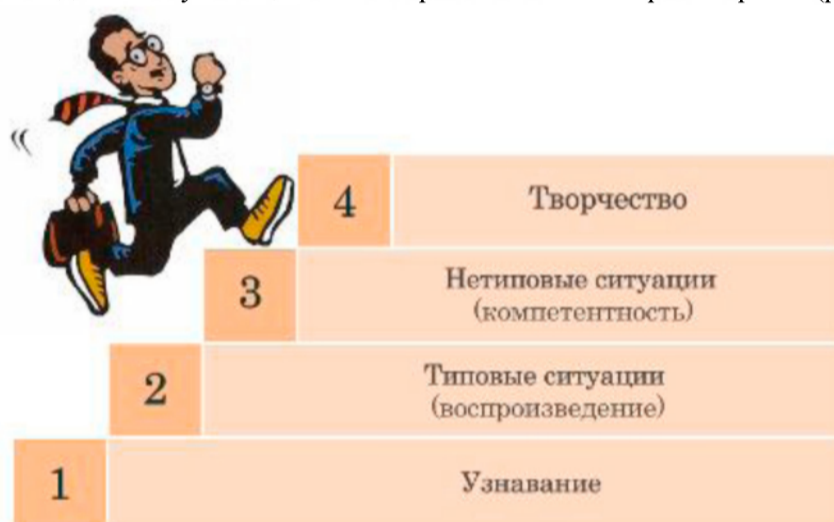 4
Творчество
3
Нетиповые ситуации
(компетентность)
2
Типовые ситуации
(воспроизведение)
1
Узнавание